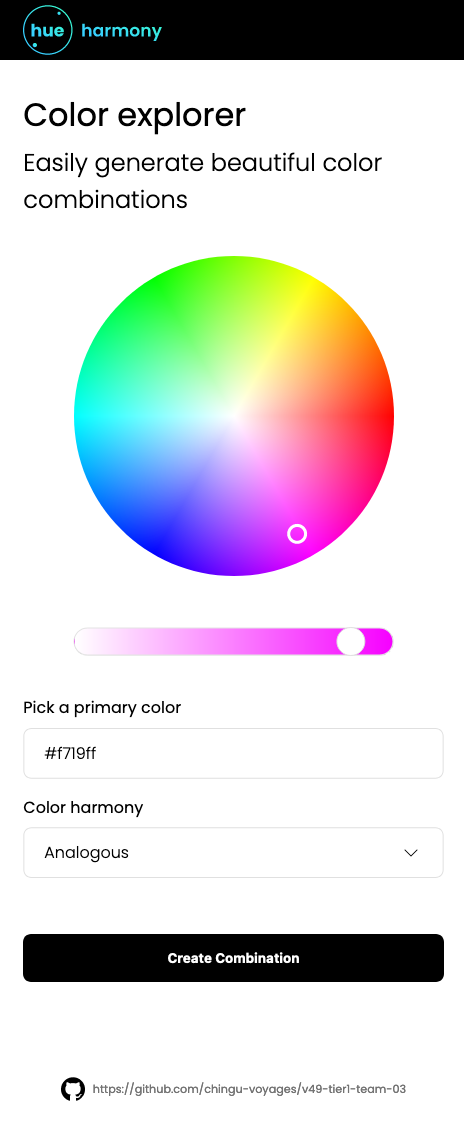 hue harmony
Color explorer
Easily generate beautiful color
combinations
Pick a primary color
#f719ff
Color harmony
Analogous
Create Combination
https://github.com/chingu-voyages/v49-tier1-team-03